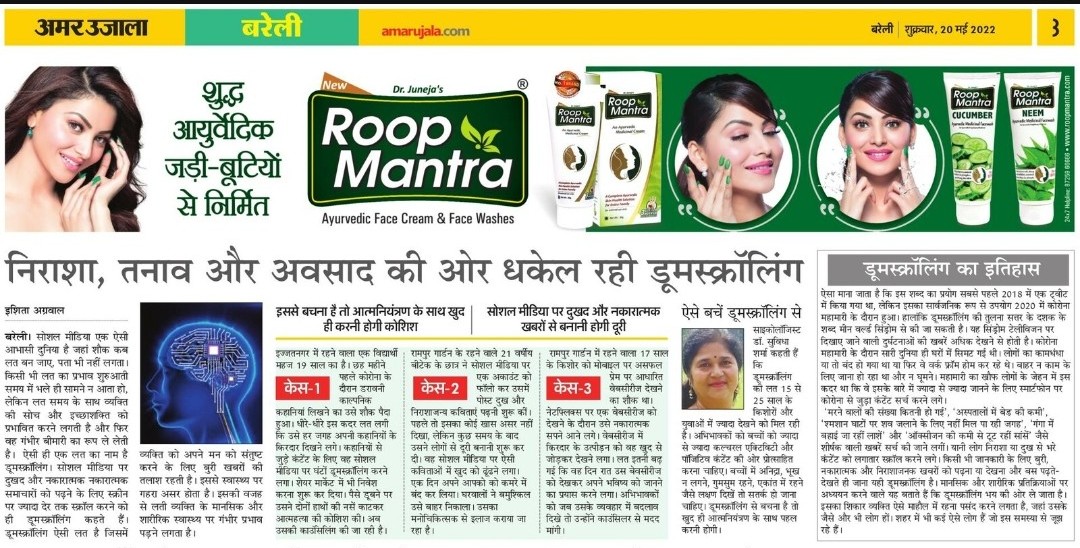 अमर उजाला
बरेली
amarujala.com
बरेली | शुक्रवार, 20 मई 2022
3
शुद्ध
आयुर्वेदिक
जड़ी-बूटियों
से निर्मित
New
Dr. Juneja's
®
Roop
Mantra
Ayurvedic Face Cream & Face Washes
Roop
Mantra
Roop
Mantra
Roop
Mantra
CUCUMBER
Roop
Mantra
NEEM
निराशा, तनाव और अवसाद की ओर धकेल रही डूमस्क्रॉलिंग
इशिता अग्रवाल
बरेली। सोशल मीडिया एक ऐसी
आभासी दुनिया है जहां शौक कब
लत बन जाए, पता भी नहीं लगता।
किसी भी लत का प्रभाव शुरुआती
समय में भले ही सामने न आता हो,
लेकिन लत समय के साथ व्यक्ति
की सोच और इच्छाशक्ति को
प्रभावित करने लगती है और फिर
वह गंभीर बीमारी का रूप ले लेती
है। ऐसी ही एक लत का नाम है
डूमस्क्रॉलिंग। सोशल मीडिया पर
दुखद और नकारात्मक नकारात्मक
समाचारों को पढ़ने के लिए स्क्रीन
पर ज्यादा देर तक स्क्रॉल करने को
ही डूमस्क्रॉलिंग कहते हैं।
डूमस्क्रॉलिंग ऐसी लत है जिसमें
व्यक्ति को अपने मन को संतुष्ट
करने के लिए बुरी खबरों की
तलाश रहती है। इससे स्वास्थ्य पर
गहरा असर होता है। इसकी वजह
से लती व्यक्ति के मानसिक और
शारीरिक स्वास्थ्य पर गंभीर प्रभाव
पड़ने लगता है।
इससे बचना है तो आत्मनियंत्रण के साथ खुद
ही करनी होगी कोशिश
सोशल मीडिया पर दुखद और नकारात्मक
खबरों से बनानी होगी दूरी
इज्जतनगर में रहने वाला एक विद्यार्थी
महज 19 साल का है। छह महीने
केस-1
पहले कोरोना के
दौरान डरावनी
काल्पनिक
कहानियां लिखने का उसे शौक पैदा
हुआ। धीरे-धीरे इस कदर लत लगी
कि उसे हर जगह अपनी कहानियों के
किरदार दिखने लगे। कहानियों से
जुड़े कंटेंट के लिए वह सोशल
मीडिया पर घंटों डूमस्क्रॉलिंग करने
लगा। शेयर मार्केट में भी निवेश
करना शुरू कर दिया। पैसे डूबने पर
उसने दोनों हाथों की नसें काटकर
आत्महत्या की कोशिश की। अब
उसकी काउंसिलिंग की जा रही है।
रामपुर गार्डन के रहने वाले 21 वर्षीय
बीटेक के छात्र ने सोशल मीडिया पर
केस-2
एक अकाउंट को
फॉलो कर उसमें
पोस्ट दुख और
निराशाजन्य कविताएं पढ़नी शुरू कीं।
पहले तो इसका कोई खास असर नहीं
दिखा, लेकिन कुछ समय के बाद
उसने लोगों से दूरी बनानी शुरू कर
दी। वह सोशल मीडिया पर ऐसी
कविताओं में खुद को ढूंढने लगा।
एक दिन अपने आपको को कमरे में
बंद कर लिया। घरवालों ने बमुश्किल
उसे बाहर निकाला। उसका
मनोचिकित्सक से इलाज कराया जा
रहा है।
रामपुर गार्डन में रहने वाला 17 साल
के किशोर को मोबाइल पर असफल
केस-3
प्रेम पर आधारित
वेबसीरीज देखने
का शौक था।
नेटफ्लिक्स पर एक वेबसीरीज को
देखने के दौरान उसे नकारात्मक
सपने आने लगे। वेबसीरीज में
किरदार के उत्पीड़न को वह खुद से
जोड़कर देखने लगा। लत इतनी बढ़
गई कि वह दिन रात उस वेबसीरीज
को देखकर अपने भविष्य को जानने
का प्रयास करने लगा। अभिभावकों
को जब उसके व्यवहार में बदलाव
दिखे तो उन्होंने काउंसिलर से मदद
मांगी।
ऐसे बचें डूमस्क्रॉलिंग से
साइकोलॉजिस्ट
डॉ. सुविधा
शर्मा कहती हैं
कि
डूमस्क्रॉलिंग
की लत 15 से
25 साल के
किशोरों और
युवाओं में ज्यादा देखने को मिल रही
है। अभिभावकों को बच्चों को ज्यादा
से ज्यादा कल्चरल एक्टिविटी और
पॉजिटिव कंटेंट की ओर प्रोत्साहित
करना चाहिए। बच्चों में अनिद्रा, भूख
न लगने, गुमसुम रहने, एकांत में रहने
जैसे लक्षण दिखें तो सतर्क हो जाना
चाहिए। डूमस्क्रॉलिंग से बचना है तो
खुद ही आत्मनियंत्रण के साथ पहल
करनी होगी।
डूमस्क्रॉलिंग का इतिहास
ऐसा माना जाता है कि इस शब्द का प्रयोग सबसे पहले 2018 में एक ट्वीट
में किया गया था, लेकिन इसका सार्वजनिक रूप से उपयोग 2020 में कोरोना
महामारी के दौरान हुआ। हालांकि डूमस्क्रॉलिंग की तुलना सत्तर के दशक के
शब्द मीन वर्ल्ड सिंड्रोम से की जा सकती है। यह सिंड्रोम टेलीविजन पर
दिखाए जाने वाली दुर्घटनाओं की खबरें अधिक देखने से होती है। कोरोना
महामारी के दौरान सारी दुनिया ही घरों में सिमट गई थी। लोगों का कामधंधा
या तो बंद हो गया था या फिर वे वर्क फ्रॉम होम कर रहे थे। बाहर न काम के
लिए जाना हो रहा था और न घूमने। महामारी का खौफ लोगों के जेहन में इस
कदर था कि वे इसके बारे में ज्यादा से ज्यादा जानने के लिए स्मार्टफोन पर
कोरोना से जुड़ा कंटेंट सर्च करने लगे।
'मरने वालों की संख्या कितनी हो गई', 'अस्पतालों में बेड की कमी',
'श्मशान घाटों पर शव जलाने के लिए नहीं मिल पा रही जगह', 'गंगा में
बहाई जा रहीं लाशें' और 'ऑक्सीजन की कमी से टूट रहीं सांसें' जैसे
शीर्षक वाली खबरें सर्च की जाने लगीं। यानी लोग निराशा या दुख से भरे
कंटेंट को लगातार स्क्रॉल करने लगे। किसी भी जानकारी के लिए बुरी,
नकारात्मक और निराशाजनक खबरों को पढ़ना या देखना और बस पढ़ते-
देखते हो जाना यही डूमस्क्रॉलिंग है। मानसिक और शारीरिक प्रतिक्रियाओं पर
अध्ययन करने वाले यह बताते हैं कि डूमस्क्रॉलिंग भय की ओर ले जाता है।
इसका शिकार व्यक्ति ऐसे माहौल में रहना पसंद करने लगता है, जहां उसके
जैसे और भी लोग हों। शहर में भी कई ऐसे लोग हैं जो इस समस्या से जूझ
रहे हैं।